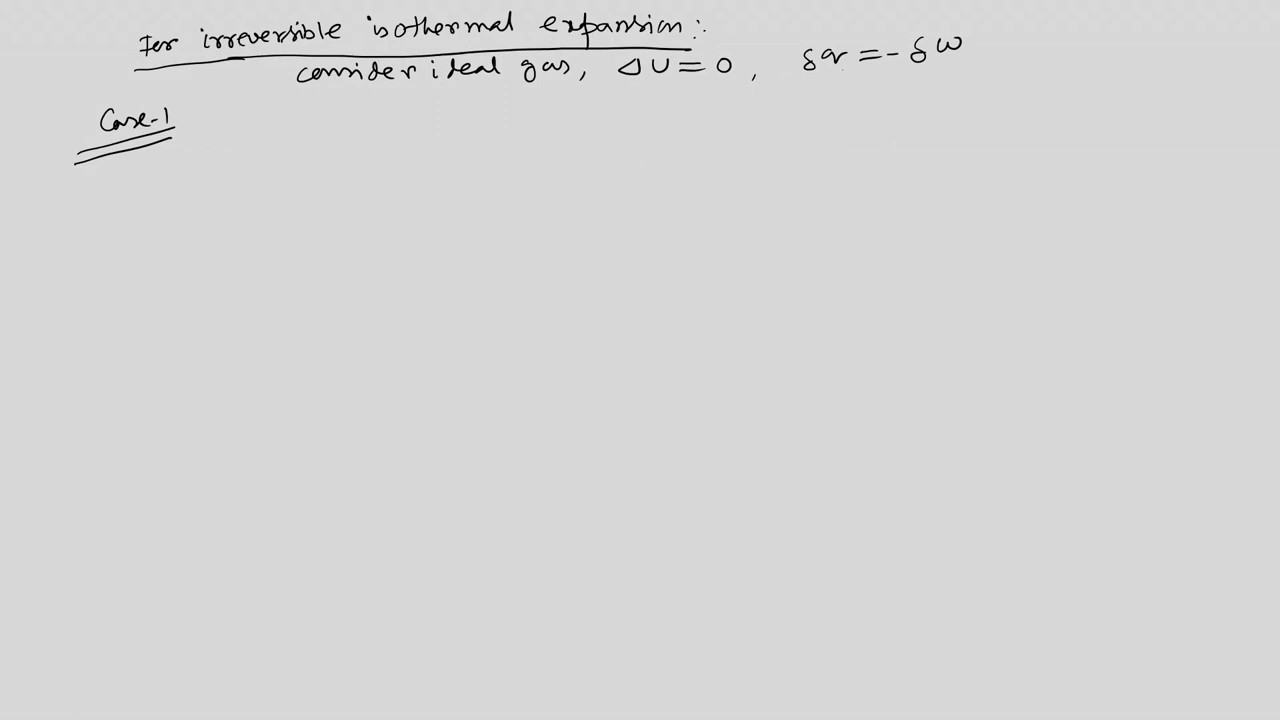 For irreversible isothermal expansion:
consider ideal gas, ΔU = 0, δq = - δw
Case-1